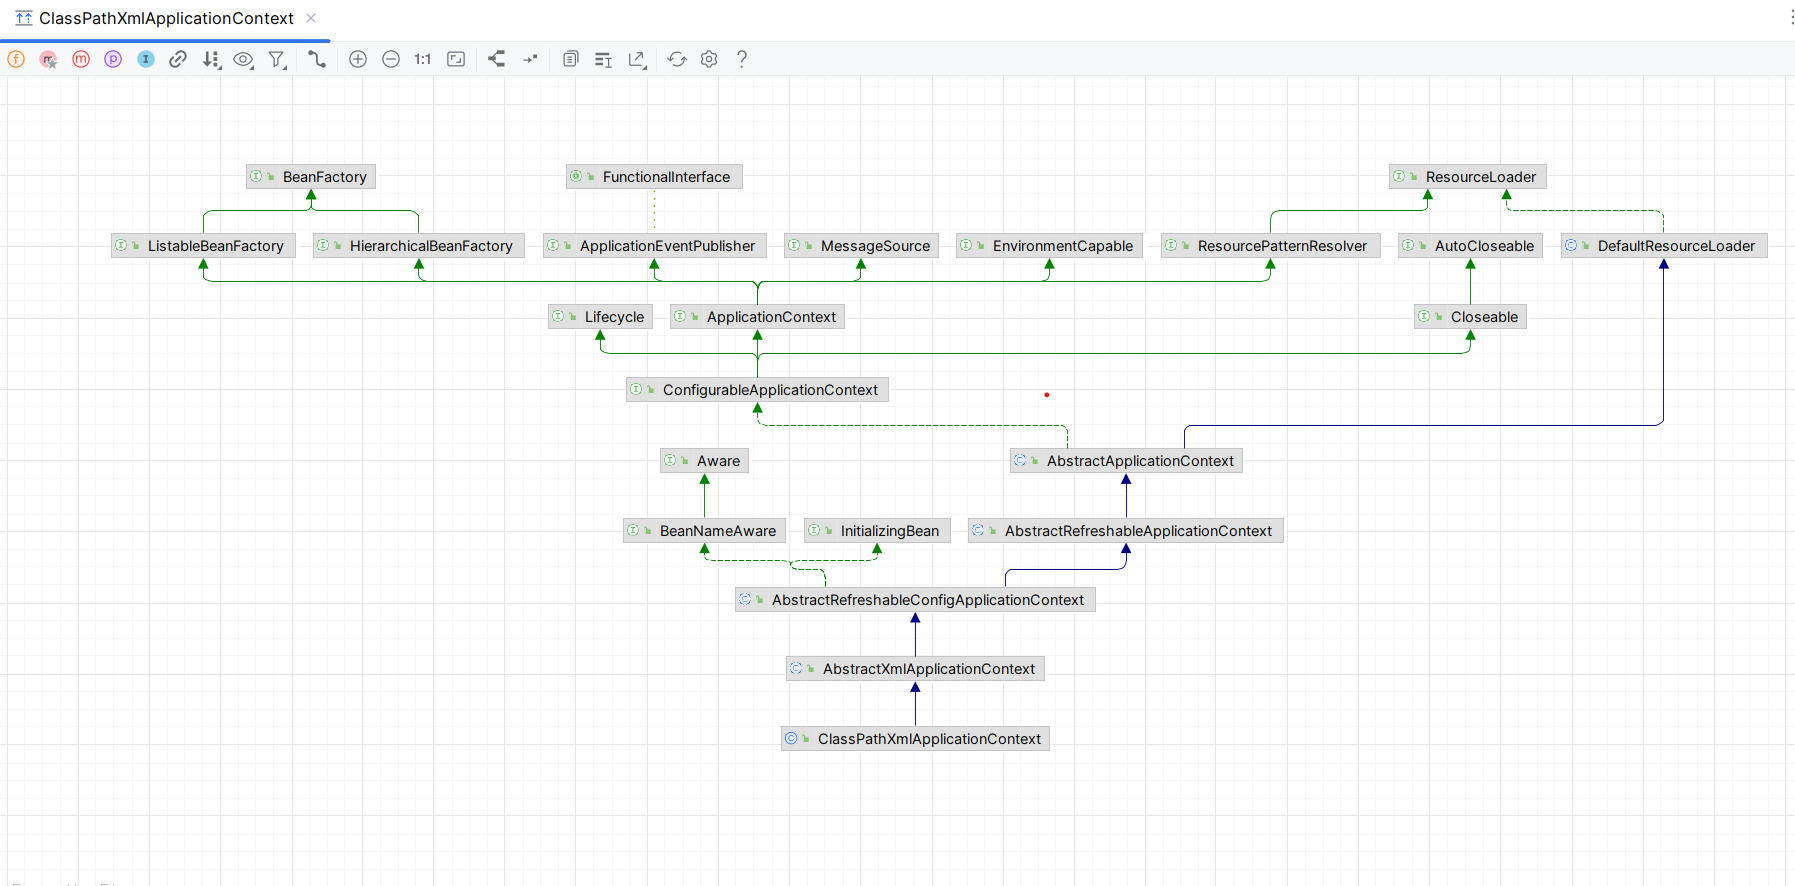 ClassPathXmlApplicationContext
1:1
BeanFactory
FunctionalInterface
ResourceLoader
ListableBeanFactory
HierarchicalBeanFactory
ApplicationEventPublisher
MessageSource
EnvironmentCapable
ResourcePatternResolver
AutoCloseable
DefaultResourceLoader
Lifecycle
ApplicationContext
Closeable
ConfigurableApplicationContext
Aware
AbstractApplicationContext
BeanNameAware
InitializingBean
AbstractRefreshableApplicationContext
AbstractRefreshableConfigApplicationContext
AbstractXmlApplicationContext
ClassPathXmlApplicationContext